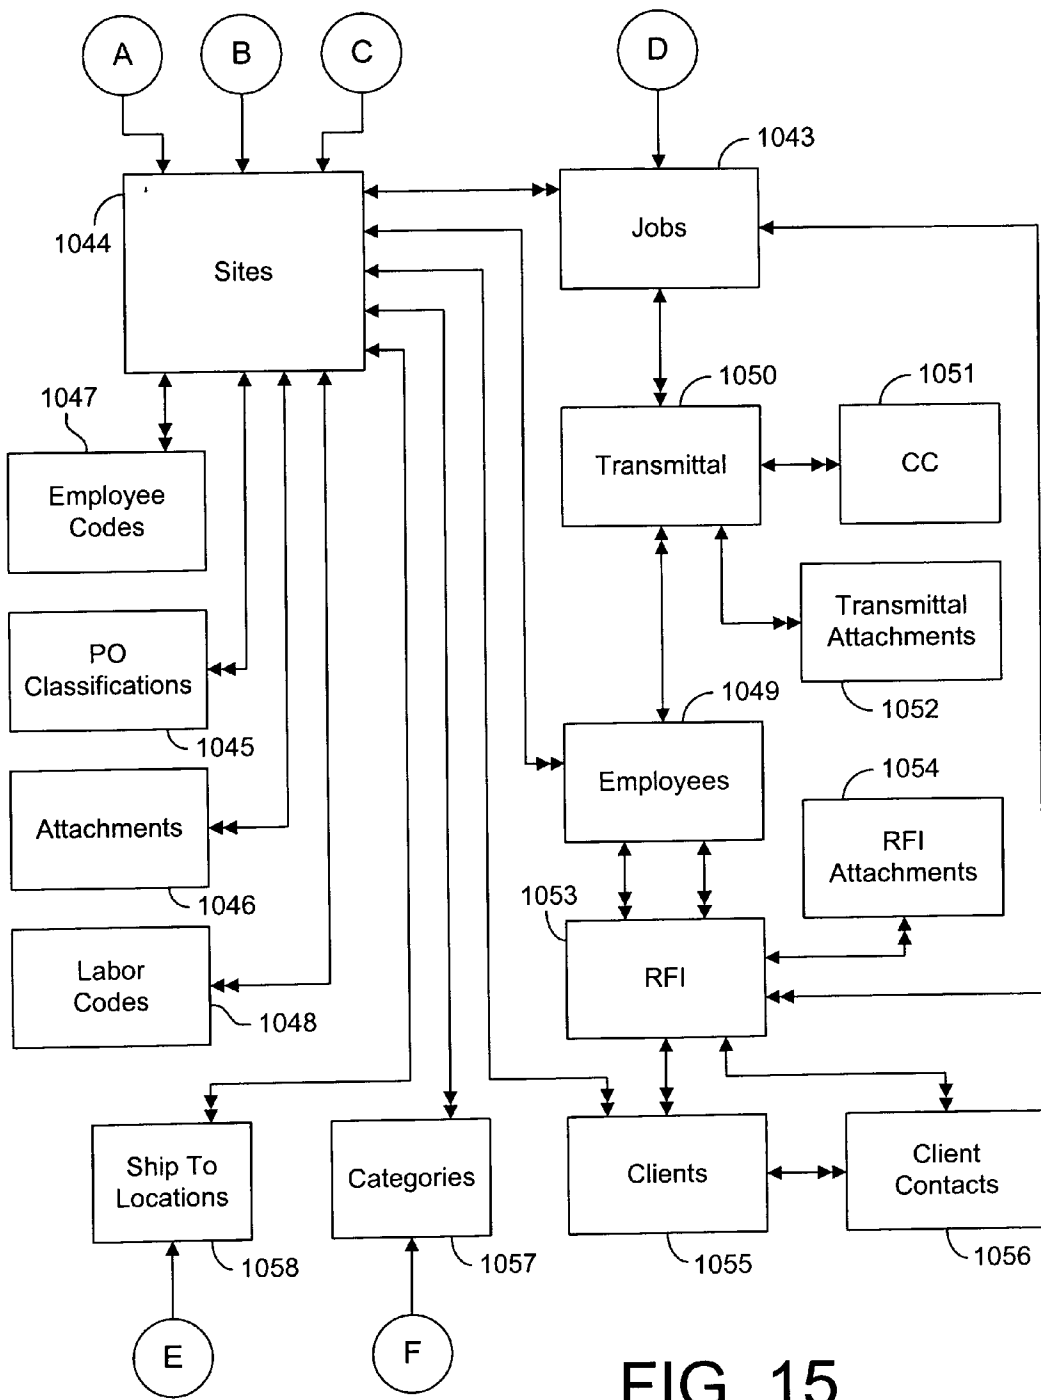 A
B
C
D
1043
1044
Sites
Jobs
1047
1050
1051
Employee
Codes
Transmittal
CC
PO
Classifications
1045
Transmittal
Attachments
1052
1049
Employees
1054
Attachments
1046
RFI
Attachments
1053
Labor
Codes
1048
RFI
Ship To
Locations
1058
Categories
1057
Clients
1055
Client
Contacts
1056
E
F
FIG. 15